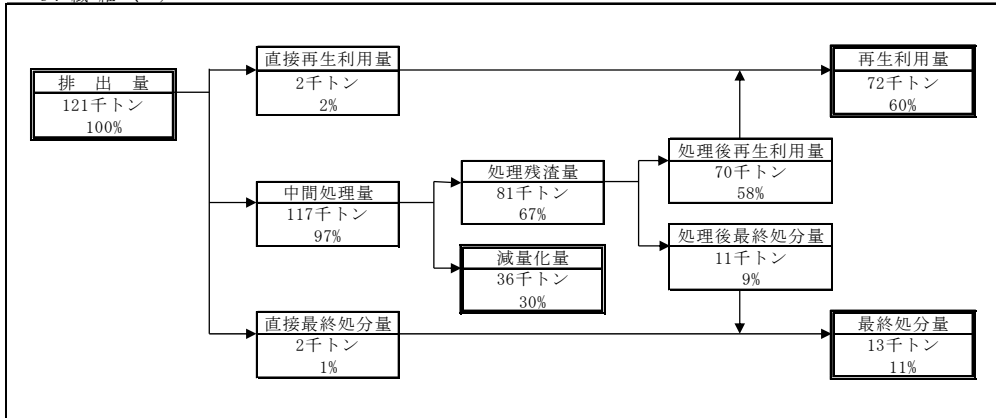 排 出 量
121千トン
100%
直接再生利用量
2千トン
2%
中間処理量
117千トン
97%
直接最終処分量
2千トン
1%
処理残渣量
81千トン
67%
減量化量
36千トン
30%
処理後再生利用量
70千トン
58%
処理後最終処分量
11千トン
9%
再生利用量
72千トン
60%
最終処分量
13千トン
11%